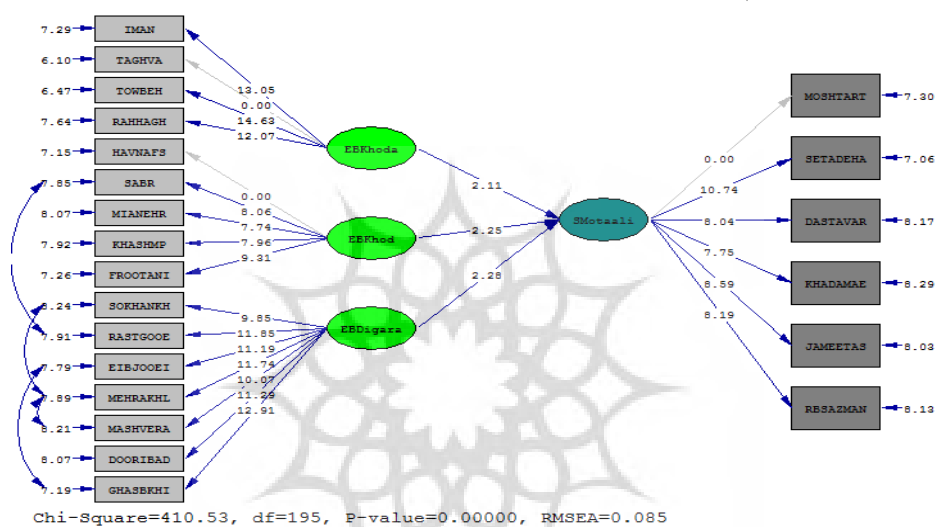 7.29 IMAN
6.10 TAGHVA
6.47 TOWBEH
7.64 RAHHAGH
7.15 HAVNAFS
7.85 SABR
8.07 MIANEHR
7.92 KHASHMP
7.26 FROOTANI
8.24 SOKHANKH
7.91 RASTGOOE
7.79 EIBJOOEI
7.89 MEHRAKHL
8.21 MASHVERA
8.07 DOORIBAD
7.19 GHASBKHI
13.05
0.00
14.63
12.07
0.00
8.06
7.74
7.96
9.31
9.85
11.85
11.19
11.74
10.07
11.29
12.91
EBKhoda
EBKhod
EBDigara
2.11
2.25
2.28
SMotaali
0.00
10.74
8.04
7.75
8.59
8.19
MOSHTART 7.30
SETADEHA 7.06
DASTAVAR 8.17
KHADAMAE 8.29
JAMEETAS 8.03
RBSAZMAN 8.13
Chi-Square=410.53, df=195, P-value=0.00000, RMSEA=0.085